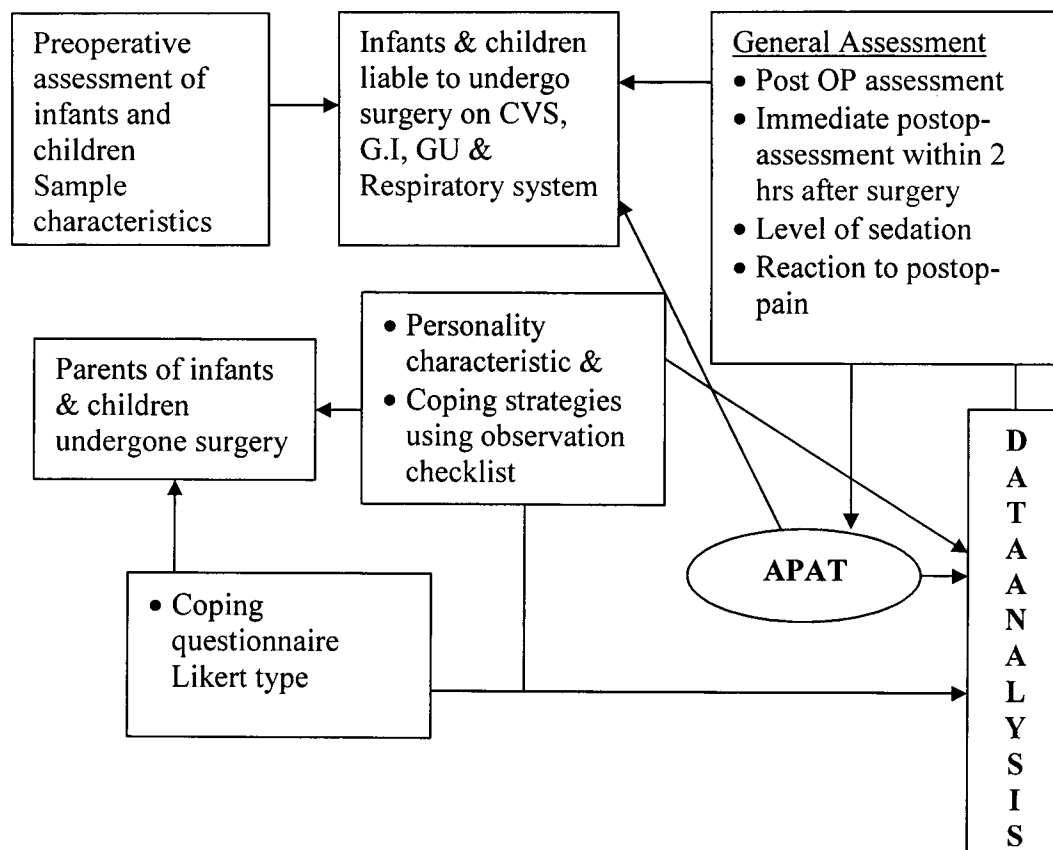 Preoperative
assessment of
infants and
children
Sample
characteristics
Infants & children
liable to undergo
surgery on CVS,
G.I, GU &
Respiratory system
General Assessment
• Post OP assessment
• Immediate postop-
assessment within 2
hrs after surgery
• Level of sedation
• Reaction to postop-
pain
• Personality
characteristic &
• Coping strategies
using observation
checklist
Parents of infants
& children
undergone surgery
• Coping
questionnaire
Likert type
APAT
D
A
T
A
A
N
A
L
Y
S
I
S